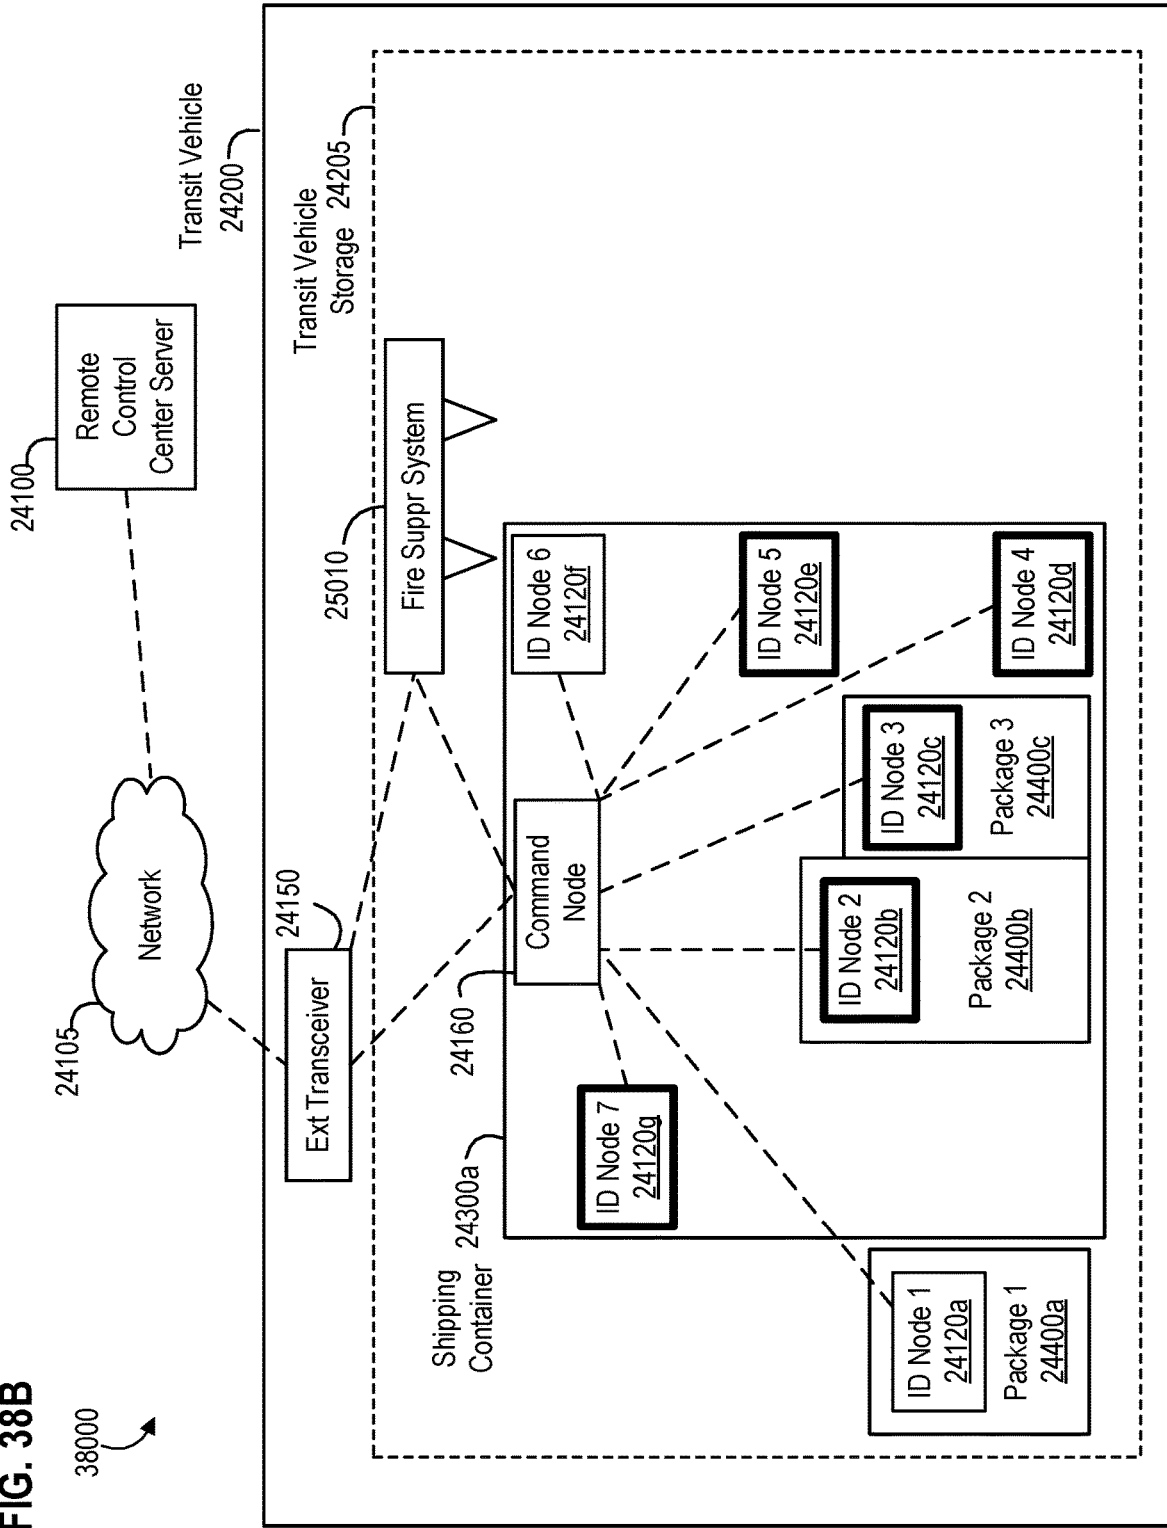 FIG. 38B
38000
24105
Network
24100
Remote
Control
Center Server
Transit Vehicle
24200
Ext Transceiver
24150
Transit Vehicle
Storage 24205
25010
Fire Suppr System
Shipping
Container 24300a
24160
Command
Node
ID Node 6
24120f
ID Node 7
24120g
ID Node 5
24120e
ID Node 2
24120b
Package 2
24400b
ID Node 3
24120c
Package 3
24400c
ID Node 4
24120d
ID Node 1
24120a
Package 1
24400a